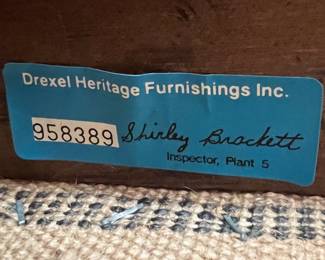 Drexel Heritage Furnishings Inc.
958389 Shirley Brackett
Inspector, Plant 5